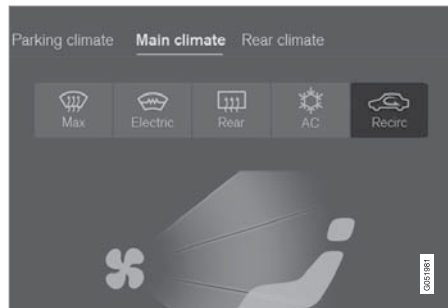 Parking climate Main climate Rear climate
Max Electric Rear AC Recirc
G051981